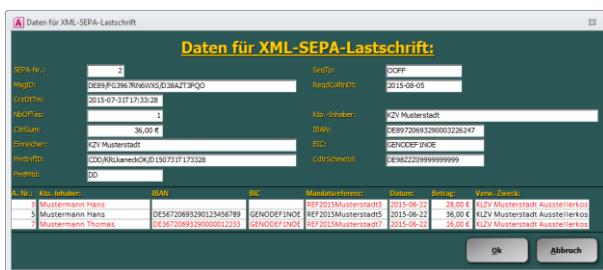 Daten für XML-SEPA-Lastschrift
Daten für XML-SEPA-Lastschrift:
SEPA-Nr.: 2 SeqTp: OOFF
MsgID: DE89/FG3967RN6WXS/D38AZT3PQO ReqdColltnDt: 2015-08-05
CreDtTm: 2015-07-31T17:33:28
NbOfTxs: 1 Kto.-Inhaber: KZV Musterstadt
CtrlSum: 36,00 € IBAN: DE89720693290003226247
Einreicher: KZV Musterstadt BIC: GENODEF1NOE
PmtInfID: CDD/KRLkaneckOK/D150731T173328 CdtrSchmeId: DE98ZZ09999999999
PmtMtd: DD
A.-Nr.: Kto.-Inhaber: IBAN BIC Mandatsreferenz: Datum: Betrag: Verw.-Zweck:
3 Mustermann Hans REF2015Musterstadt3 2015-06-22 28,00 € KLZV Musterstadt Ausstellerkos
5 Mustermann Hans DE56720693290123456789 GENODEF1NOE REF2015Musterstadt5 2015-06-22 36,00 € KLZV Musterstadt Ausstellerkos
7 Mustermann Thomas DE36720693290000012233 GENODEF1NOE REF2015Musterstadt7 2015-06-22 16,00 € KLZV Musterstadt Ausstellerkos
Ok Abbruch